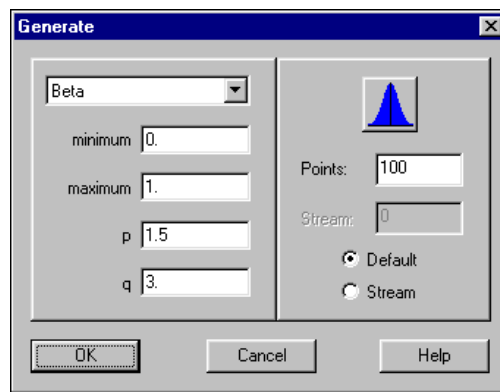 Generate
Beta
minimum 0.
maximum 1.
p 1.5
q 3.
Points: 100
Stream: 0
Default
Stream
OK Cancel Help